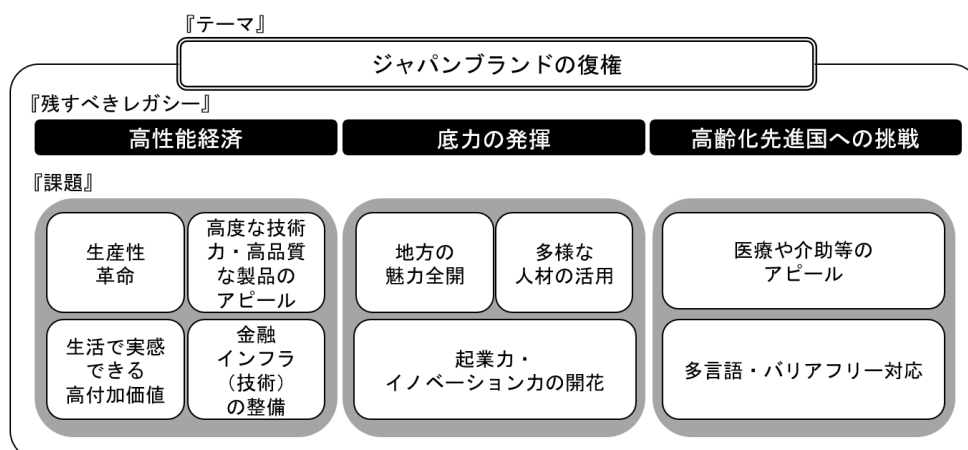 『テーマ』
ジャパンブランドの復権
『残すべきレガシー』
高性能経済
底力の発揮
高齢化先進国への挑戦
『課題』
生産性
革命
高度な技術
力・高品質
な製品の
アピール
生活で実感
できる
高付加価値
金融
インフラ
(技術)
の整備
地方の
魅力全開
多様な
人材の活用
起業力・
イノベーション力の開花
医療や介助等の
アピール
多言語・バリアフリー対応